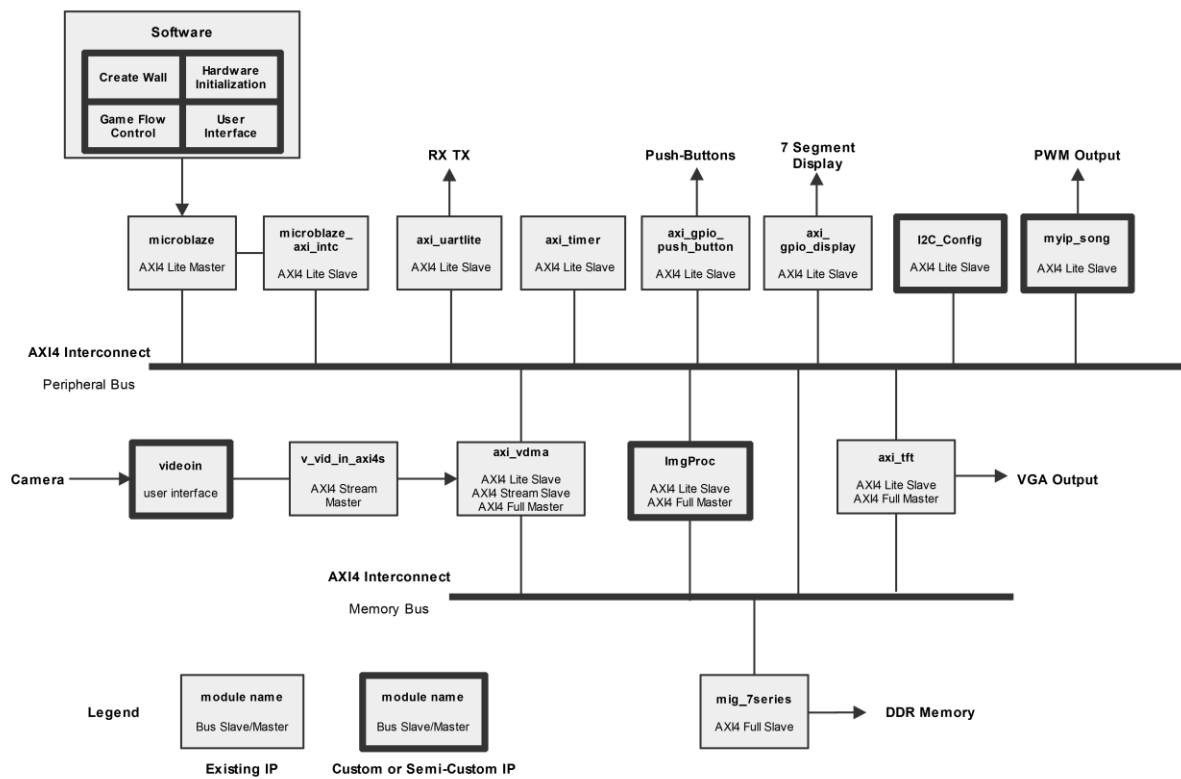 Software
Create Wall
Hardware
Initialization
Game Flow
Control
User
Interface
RX TX
Push-Buttons
7 Segment
Display
PWM Output
microblaze
AXI4 Lite Master
microblaze_
axi_intc
AXI4 Lite Slave
axi_uartlite
AXI4 Lite Slave
axi_timer
AXI4 Lite Slave
axi_gpio_
push_button
AXI4 Lite Slave
axi_
gpio_display
AXI4 Lite Slave
I2C_Config
AXI4 Lite Slave
myip_song
AXI4 Lite Slave
AXI4 Interconnect
Peripheral Bus
Camera
videoin
user interface
v_vid_in_axi4s
AXI4 Stream
Master
axi_vdma
AXI4 Lite Slave
AXI4 Stream Slave
AXI4 Full Master
ImgProc
AXI4 Lite Slave
AXI4 Full Master
axi_tft
AXI4 Lite Slave
AXI4 Full Master
VGA Output
AXI4 Interconnect
Memory Bus
mig_7series
AXI4 Full Slave
DDR Memory
Legend
module name
Bus Slave/Master
Existing IP
module name
Bus Slave/Master
Custom or Semi-Custom IP